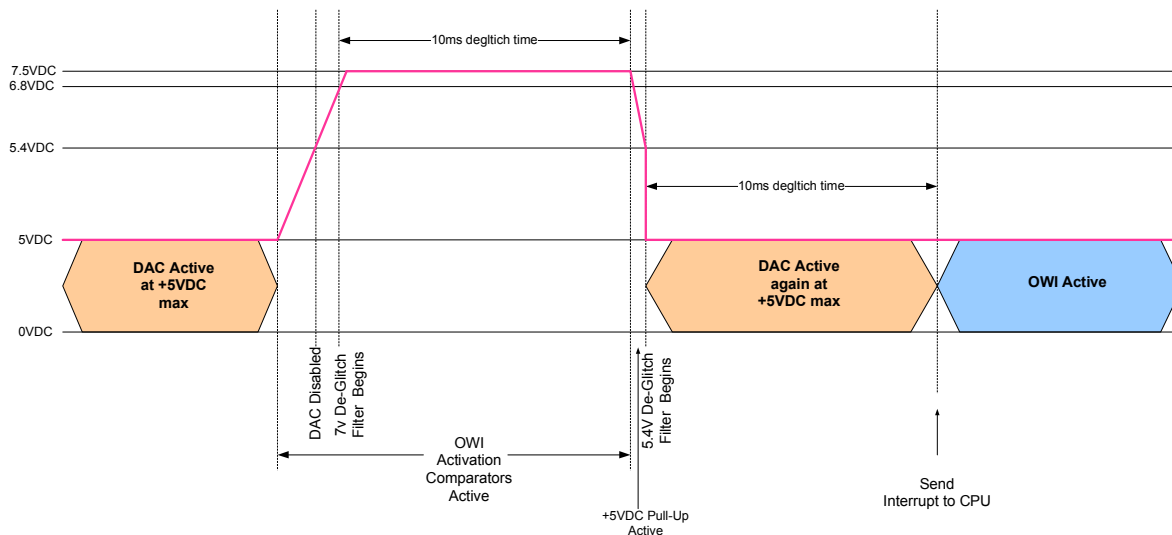 10ms degltich time
7.5VDC
6.8VDC
5.4VDC
10ms degltich time
5VDC
DAC Active
at +5VDC
max
DAC Active
again at
+5VDC max
OWI Active
0VDC
DAC Disabled
7v De-Glitch
Filter Begins
5.4V De-Glitch
Filter Begins
OWI
Activation
Comparators
Active
Send
Interrupt to CPU
+5VDC Pull-Up
Active